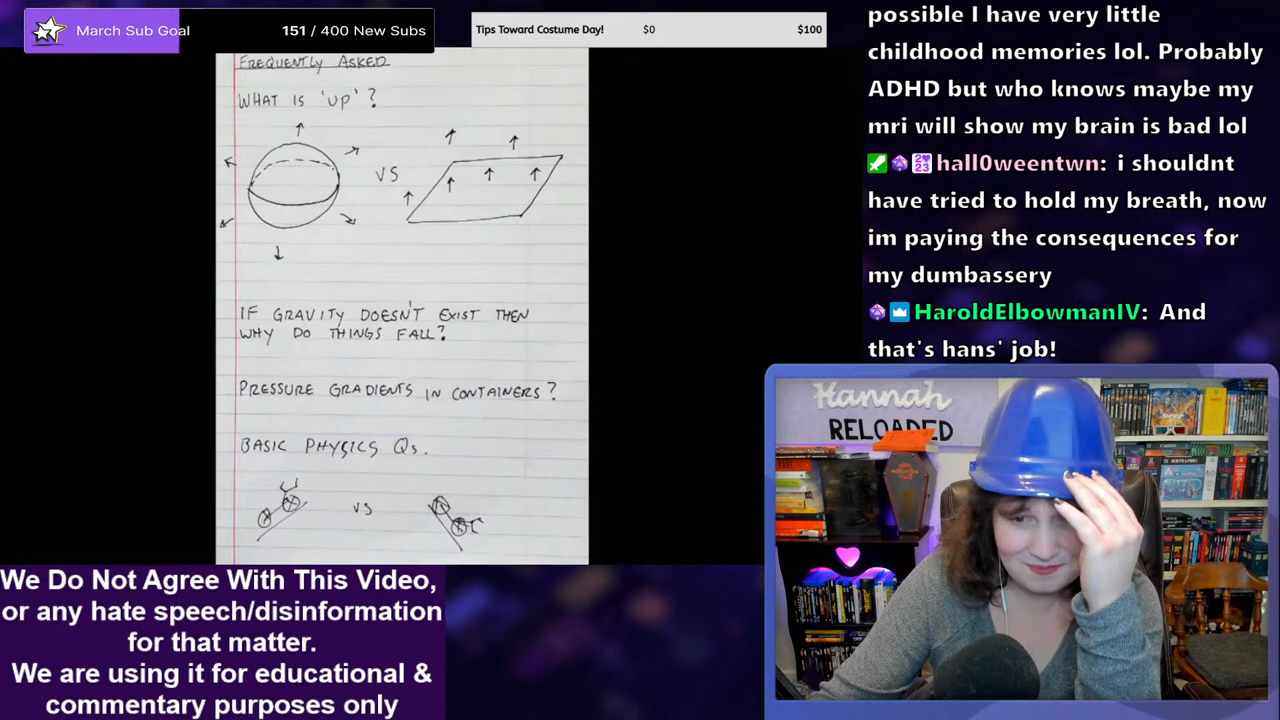 March Sub Goal
151 / 400 New Subs
Tips Toward Costume Day!
$0
$100
FREQUENTLY ASKED
WHAT IS 'UP'?
VS
IF GRAVITY DOESN'T EXIST THEN
WHY DO THINGS FALL?
PRESSURE GRADIENTS IN CONTAINERS?
BASIC PHYSICS QS.
VS
possible I have very little
childhood memories lol. Probably
ADHD but who knows maybe my
mri will show my brain is bad lol
hall0weentwn: i shouldnt
have tried to hold my breath, now
im paying the consequences for
my dumbassery
HaroldElbowmanIV: And
that's hans' job!
Hannah
RELOADED
We Do Not Agree With This Video,
or any hate speech/disinformation
for that matter.
We are using it for educational &
commentary purposes only